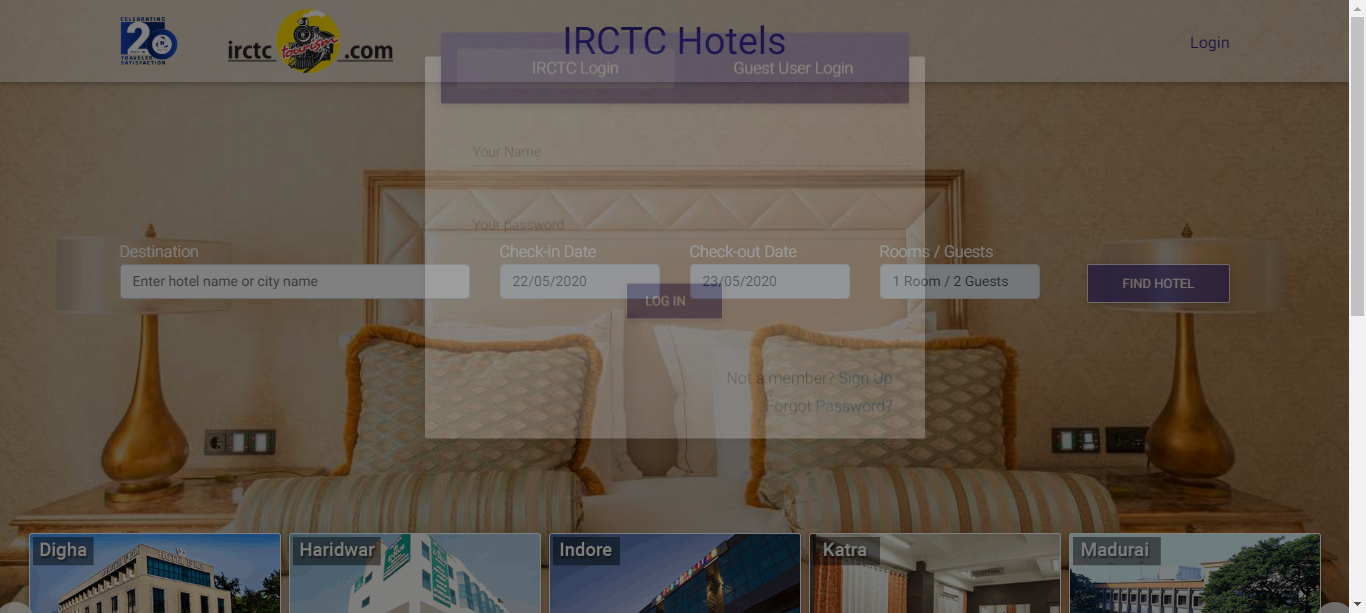 CELEBRATING
20
TRAVELER
SATISFACTION
irctc tourism .com
IRCTC Hotels
Login
IRCTC Login
Guest User Login
Your Name
Your password
Destination
Check-in Date
Check-out Date
Rooms / Guests
Enter hotel name or city name
22/05/2020
23/05/2020
1 Room / 2 Guests
FIND HOTEL
LOG IN
Not a member? Sign Up
Forgot Password?
Digha
Haridwar
Indore
Katra
Madurai